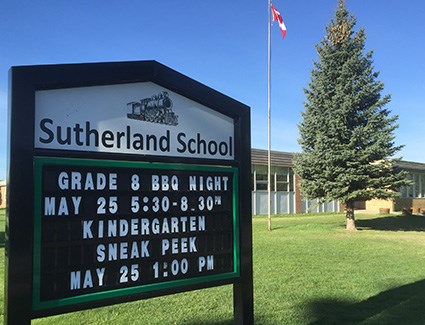 Sutherland School
GRADE 8 BBQ NIGHT
MAY 25 5:30-8.30PM
KINDERGARTEN
SNEAK PEEK
MAY 25 1:00 PM